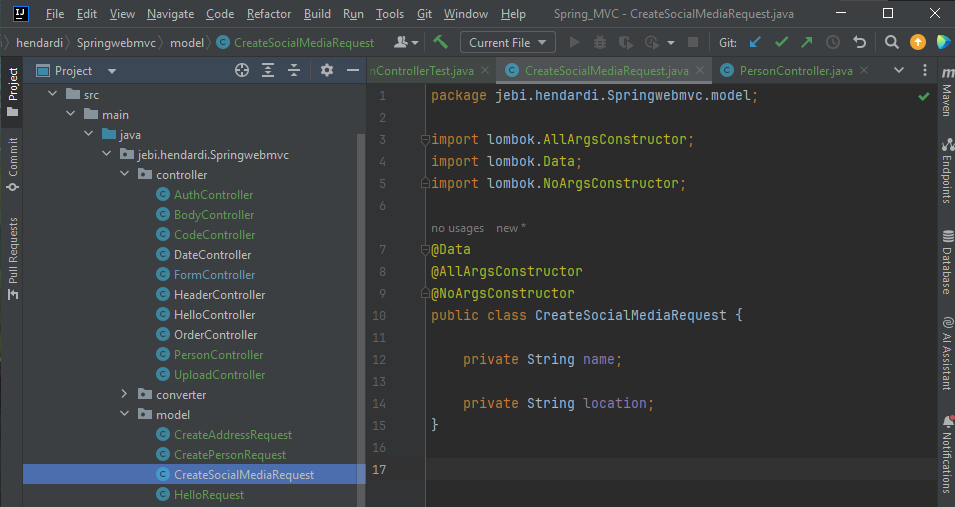 IJ File Edit View Navigate Code Refactor Build Run Tools Git Window Help Spring_MVC - CreateSocialMediaRequest.java
hendardi Springwebmvc model CreateSocialMediaRequest Current File Git:
Project
nControllerTest.java CreateSocialMediaRequest.java PersonController.java
src
main
java
jebi.hendardi.Springwebmvc
controller
AuthController
BodyController
CodeController
DateController
FormController
HeaderController
HelloController
OrderController
PersonController
UploadController
converter
model
CreateAddressRequest
CreatePersonRequest
CreateSocialMediaRequest
HelloRequest
1 package jebi.hendardi.Springwebmvc.model;
2
3 import lombok.AllArgsConstructor;
4 import lombok.Data;
5 import lombok.NoArgsConstructor;
6
no usages new *
7 @Data
8 @AllArgsConstructor
9 @NoArgsConstructor
10 public class CreateSocialMediaRequest {
11
12 private String name;
13
14 private String location;
15 }
16
17
Project
Commit
Pull Requests
Maven
Endpoints
Database
AI Assistant
Notifications